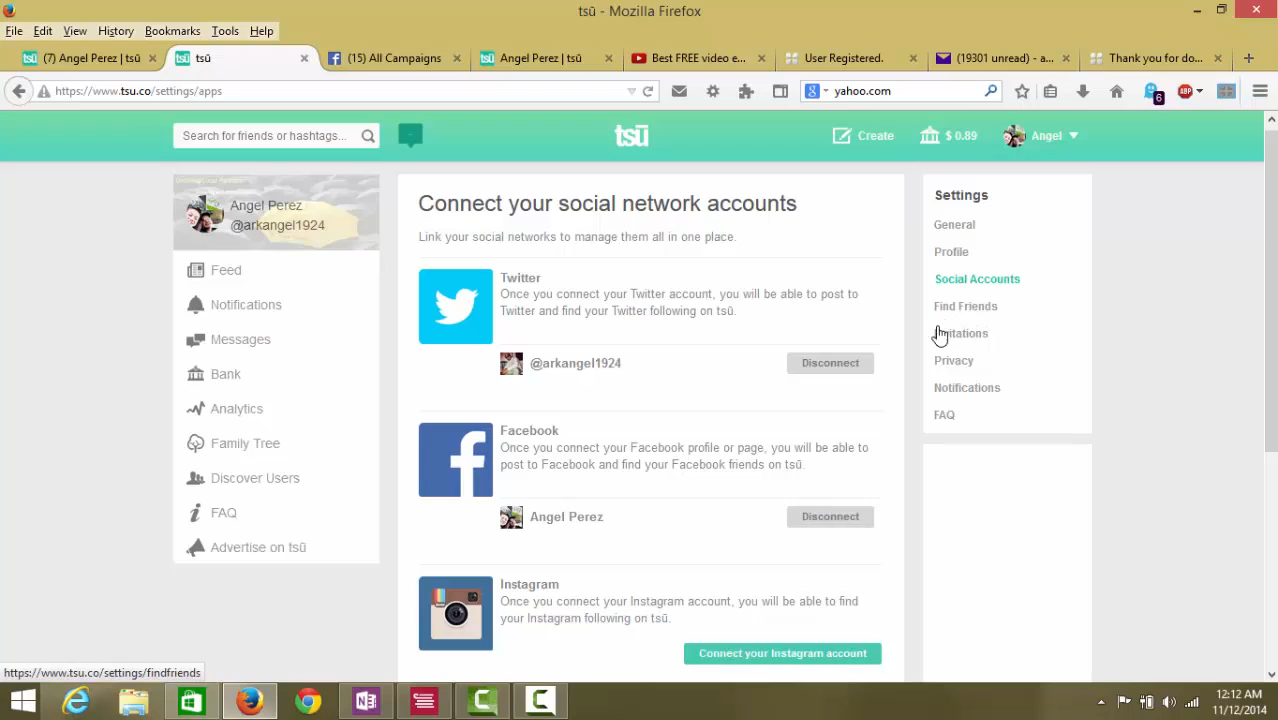 tsū - Mozilla Firefox
File Edit View History Bookmarks Tools Help
(7) Angel Perez | tsū
tsū
(15) All Campaigns
Angel Perez | tsū
Best FREE video e...
User Registered.
(19301 unread) - a...
Thank you for do...
https://www.tsu.co/settings/apps
yahoo.com
6
Search for friends or hashtags...
tsū
Create
$ 0.89
Angel
Angel Perez
@arkangel1924
Feed
Notifications
Messages
Bank
Analytics
Family Tree
Discover Users
FAQ
Advertise on tsū
Connect your social network accounts
Link your social networks to manage them all in one place.
Twitter
Once you connect your Twitter account, you will be able to post to
Twitter and find your Twitter following on tsū.
@arkangel1924
Disconnect
Facebook
Once you connect your Facebook profile or page, you will be able to
post to Facebook and find your Facebook friends on tsū.
Angel Perez
Disconnect
Instagram
Once you connect your Instagram account, you will be able to find
your Instagram following on tsū.
Connect your Instagram account
Settings
General
Profile
Social Accounts
Find Friends
Privacy
Notifications
FAQ
https://www.tsu.co/settings/findfriends
12:12 AM
11/12/2014